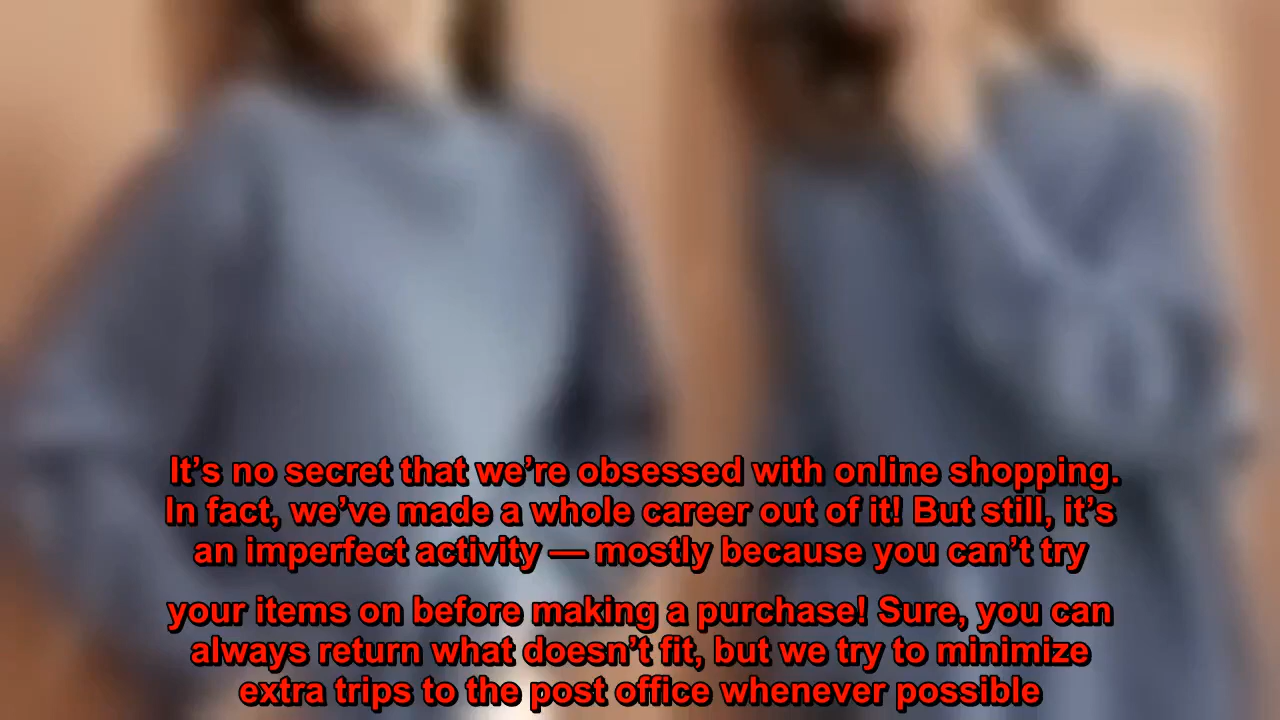 It’s no secret that we’re obsessed with online shopping.
In fact, we’ve made a whole career out of it! But still, it’s
an imperfect activity — mostly because you can’t try
your items on before making a purchase! Sure, you can
always return what doesn’t fit, but we try to minimize
extra trips to the post office whenever possible